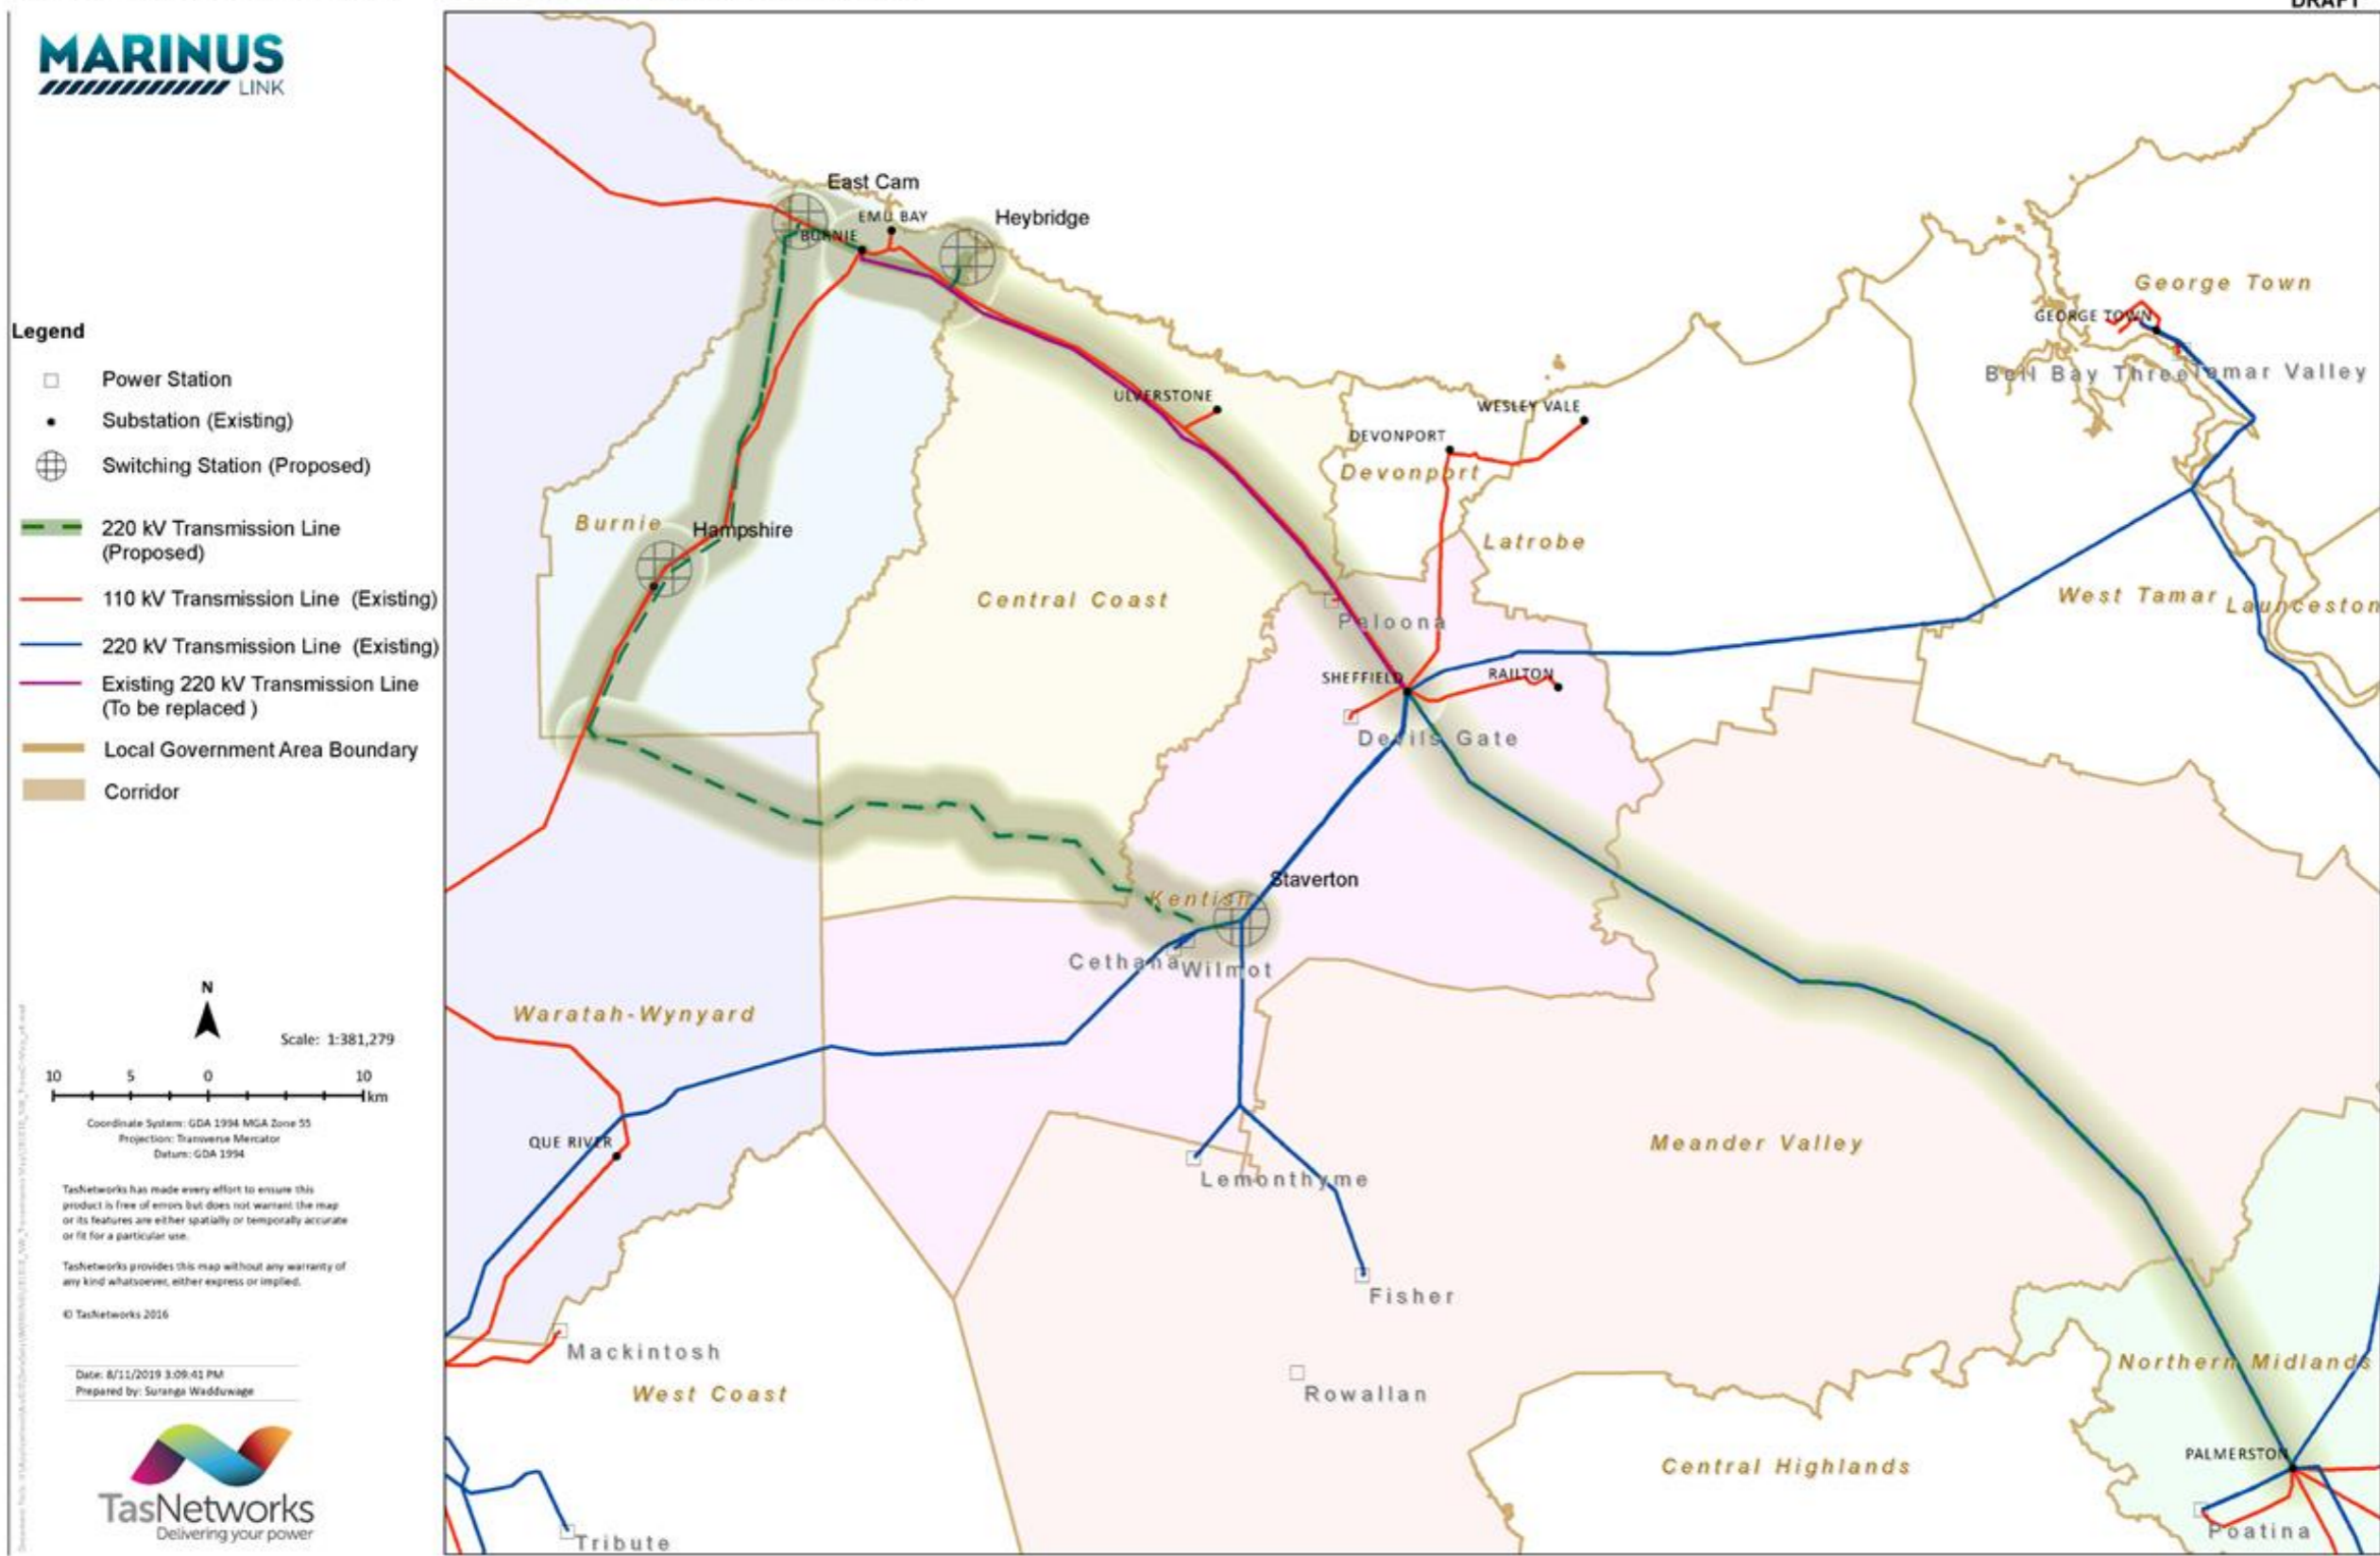 DRAFT
MARINUS
LINK
Legend
Power Station
Substation (Existing)
Switching Station (Proposed)
220 kV Transmission Line
(Proposed)
110 kV Transmission Line (Existing)
220 kV Transmission Line (Existing)
Existing 220 kV Transmission Line
(To be replaced )
Local Government Area Boundary
Corridor
N
Scale: 1:381,279
10 5 0 10
km
Coordinate System: GDA 1994 MGA Zone 55
Projection: Transverse Mercator
Datum: GDA 1994
TasNetworks has made every effort to ensure this
product is free of errors but does not warrant the map
or its features are either spatially or temporally accurate
or fit for a particular use.
TasNetworks provides this map without any warranty of
any kind whatsoever, either express or implied.
© TasNetworks 2016
Date: 8/11/2019 3:09:41 PM
Prepared by: Suranga Wadduwage
TasNetworks
Delivering your power
East Cam
EMU BAY
Heybridge
BURNIE
George Town
GEORGE TOWN
Bell Bay Three
Tamar Valley
ULVERSTONE
WESLEY VALE
DEVONPORT
Devonport
Burnie
Hampshire
Latrobe
Central Coast
West Tamar
Launceston
Paloona
SHEFFIELD
RAILTON
Devils Gate
Staverton
Kentish
Cethana
Wilmot
Waratah-Wynyard
QUE RIVER
Meander Valley
Lemonthyme
Fisher
Mackintosh
West Coast
Rowallan
Northern Midlands
Central Highlands
PALMERSTON
Poatina
Tribute